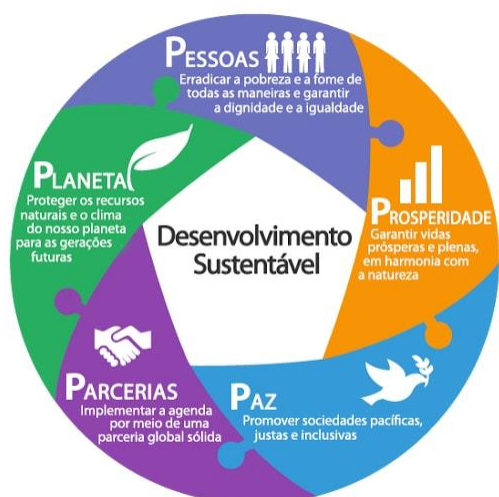 PESSOAS
Erradicar a pobreza e a fome de
todas as maneiras e garantir
a dignidade e a igualdade
PROSPERIDADE
Garantir vidas
prósperas e plenas,
em harmonia com
a natureza
PAZ
Promover sociedades pacíficas,
justas e inclusivas
PARCERIAS
Implementar a agenda
por meio de uma
parceria global sólida
PLANETA
Proteger os recursos
naturais e o clima
do nosso planeta
para as gerações
futuras
Desenvolvimento
Sustentável